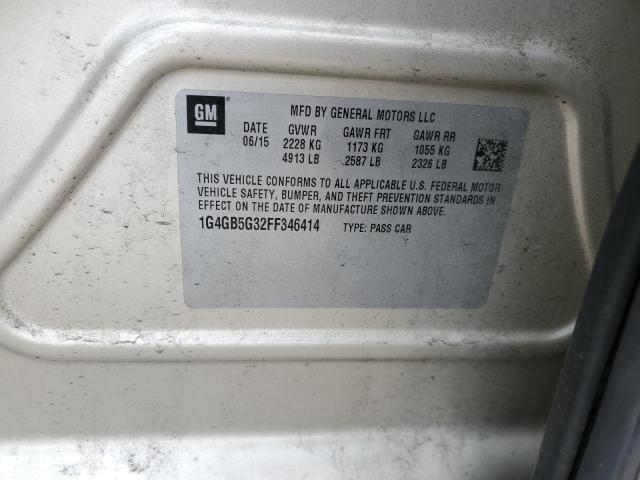 GM ®
MFD BY GENERAL MOTORS LLC
DATE GVWR GAWR FRT GAWR RR
06/15 2228 KG 1173 KG 1055 KG
4913 LB 2587 LB 2326 LB
THIS VEHICLE CONFORMS TO ALL APPLICABLE U.S. FEDERAL MOTOR
VEHICLE SAFETY, BUMPER, AND THEFT PREVENTION STANDARDS IN
EFFECT ON THE DATE OF MANUFACTURE SHOWN ABOVE.
1G4GB5G32FF346414 TYPE: PASS CAR